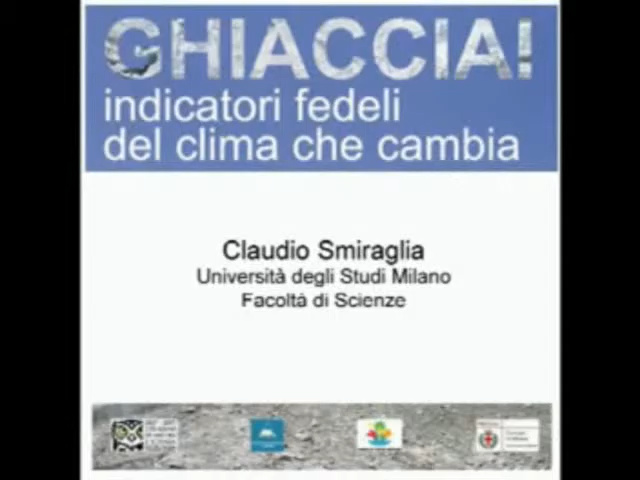 GHIACCIAI
indicatori fedeli
del clima che cambia
Claudio Smiraglia
Università degli Studi Milano
Facoltà di Scienze